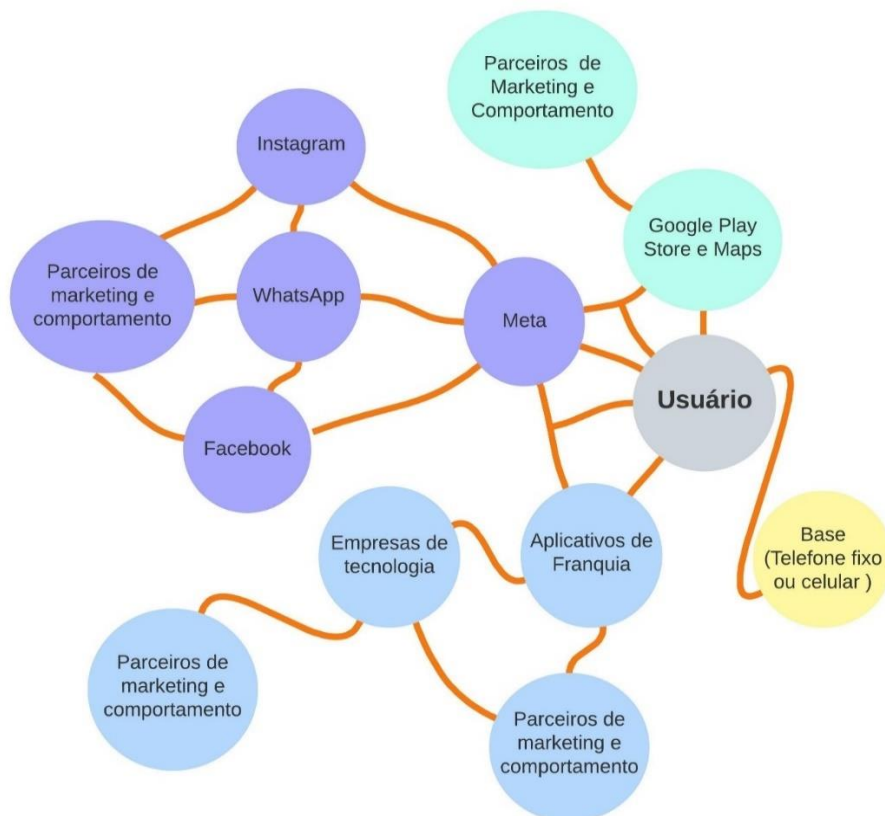 Parceiros de
Marketing e
Comportamento
Instagram
Google Play
Store e Maps
Parceiros de
marketing e
comportamento
WhatsApp
Meta
Usuário
Facebook
Base
(Telefone fixo
ou celular )
Empresas de
tecnologia
Aplicativos de
Franquia
Parceiros de
marketing e
comportamento
Parceiros de
marketing e
comportamento